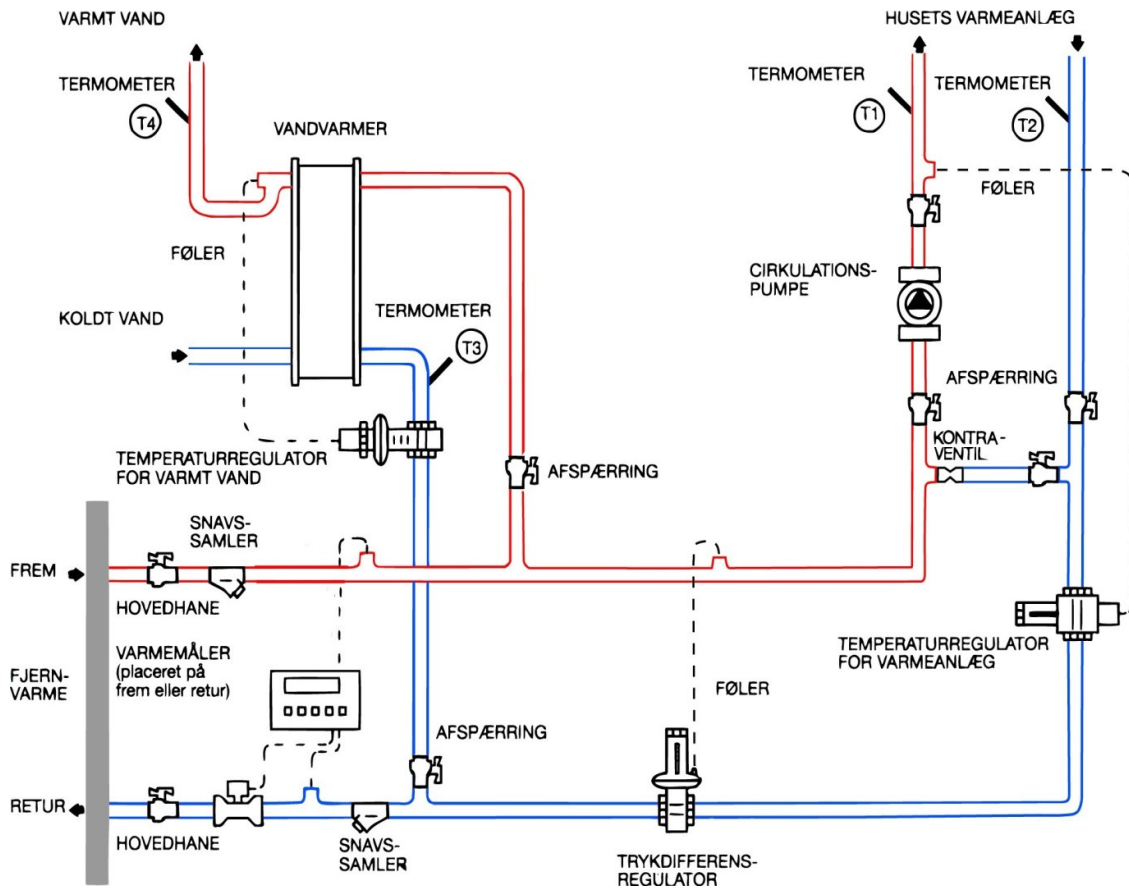 VARMT VAND
HUSETS VARMEANLÆG
TERMOMETER
T4
VANDVARMER
TERMOMETER
T1
TERMOMETER
T2
FØLER
FØLER
CIRKULATIONS-
PUMPE
KOLDT VAND
TERMOMETER
T3
AFSPÆRRING
KONTRA-
VENTIL
TEMPERATURREGULATOR
FOR VARMT VAND
AFSPÆRRING
SNAVS-
SAMLER
FREM
HOVEDHANE
FJERN-
VARME
VARMEMÅLER
(placeret på
frem eller retur)
TEMPERATURREGULATOR
FOR VARMEANLÆG
FØLER
AFSPÆRRING
RETUR
HOVEDHANE
SNAVS-
SAMLER
TRYKDIFFERENS-
REGULATOR